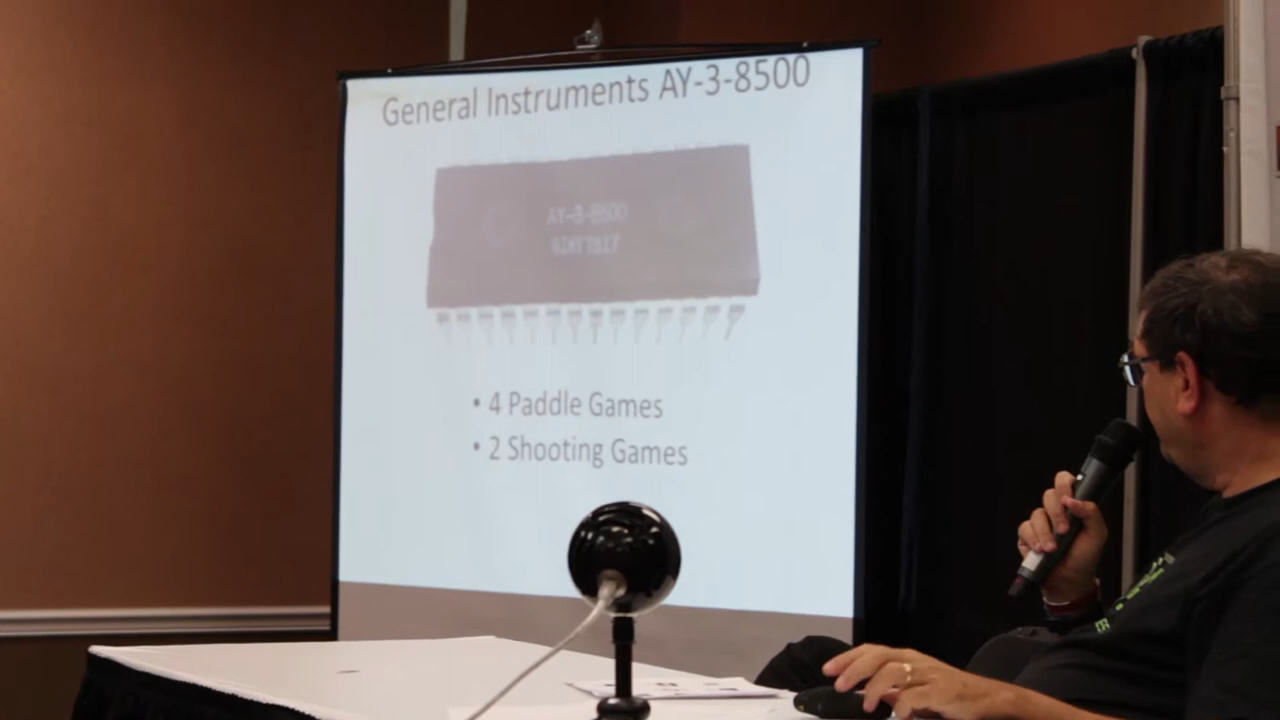 General Instruments AY-3-8500
AY-3-8500
• 4 Paddle Games
• 2 Shooting Games